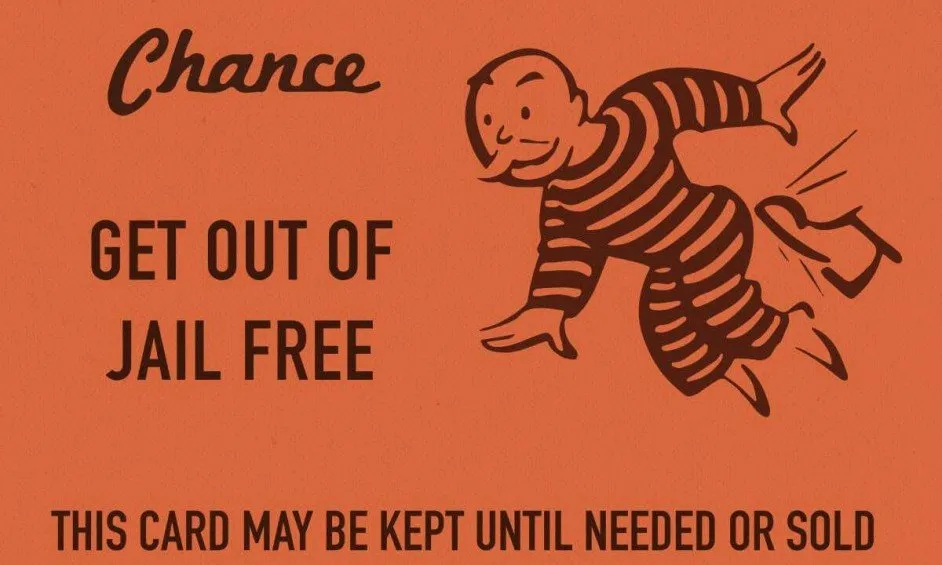 Chance
GET OUT OF
JAIL FREE
THIS CARD MAY BE KEPT UNTIL NEEDED OR SOLD